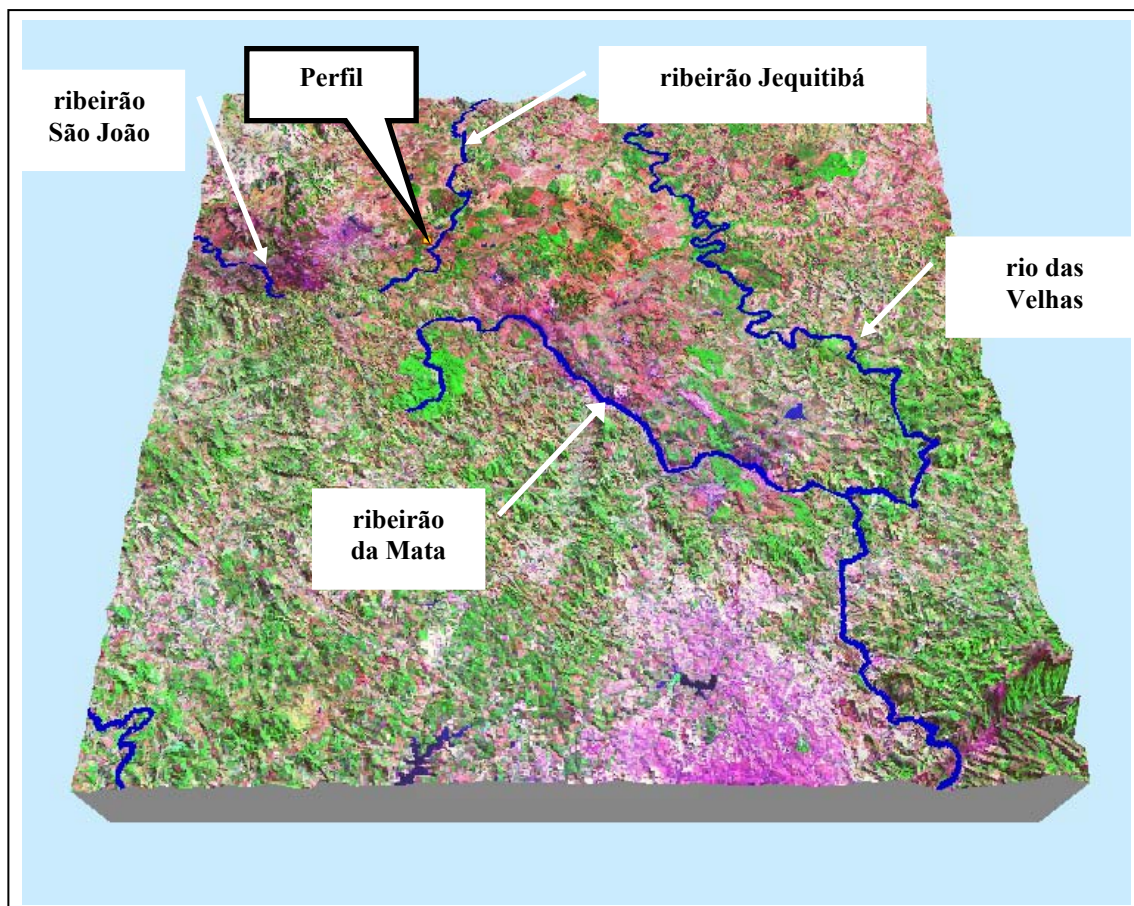 Perfil
ribeirão Jequitibá
ribeirão
São João
rio das
Velhas
ribeirão
da Mata